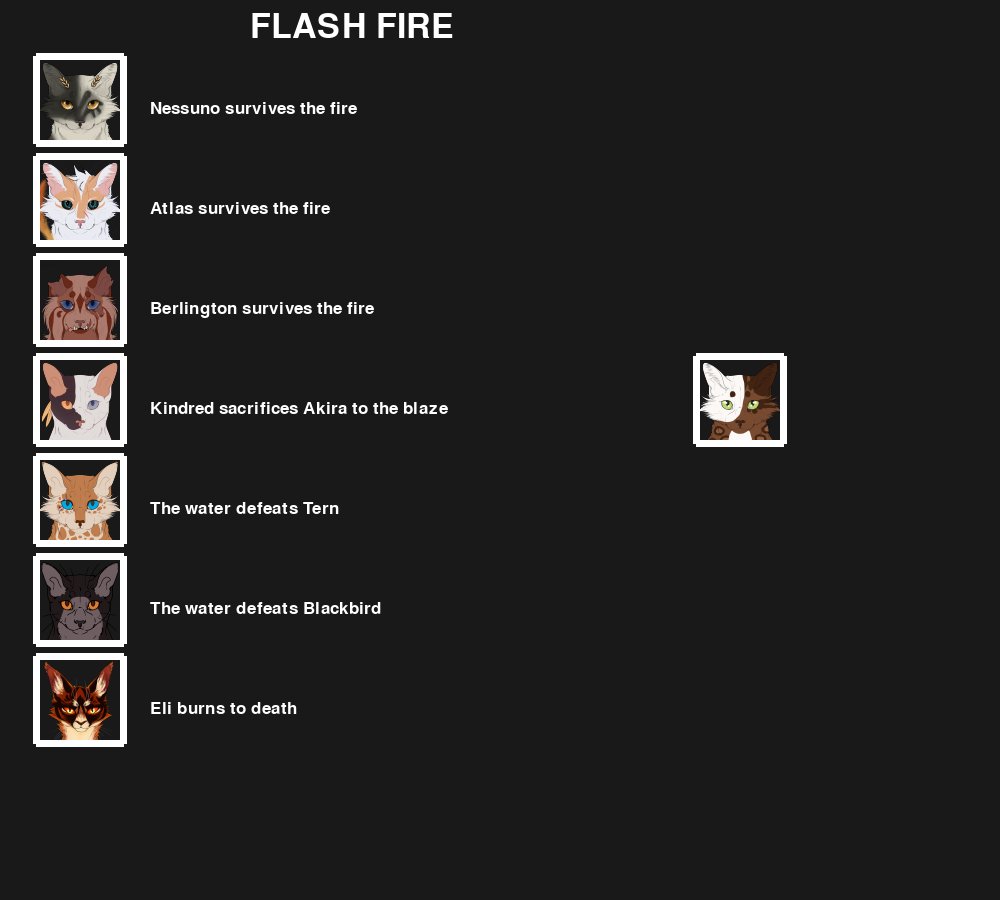 FLASH FIRE
Nessuno survives the fire
Atlas survives the fire
Berlington survives the fire
Kindred sacrifices Akira to the blaze
The water defeats Tern
The water defeats Blackbird
Eli burns to death